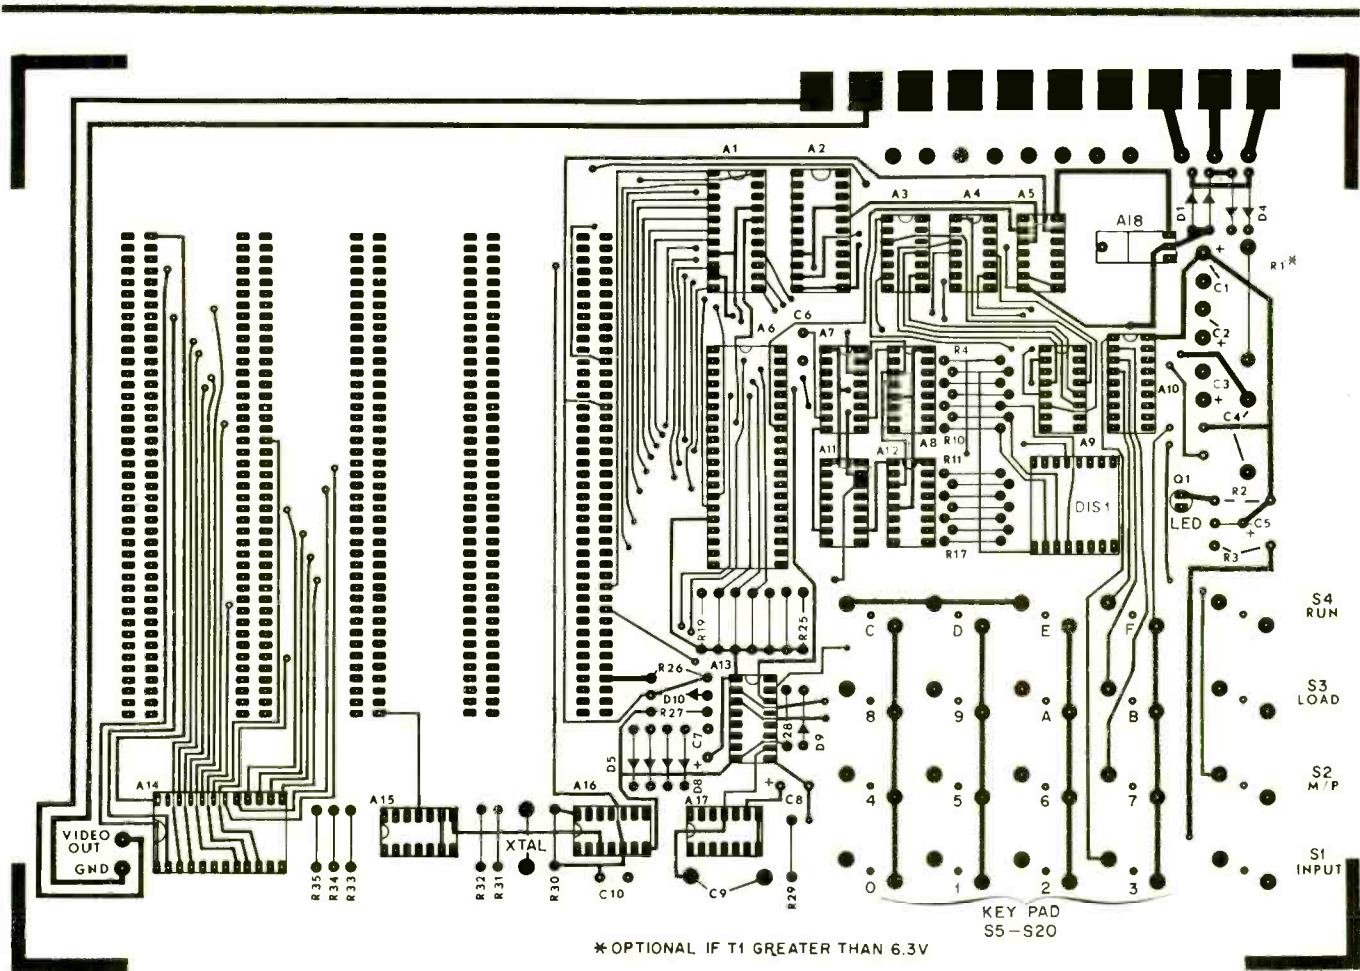 A1 A2
A3 A4 A5
A18
D1 D4
R1*
+
C1
C2
+
C3
+
C4
A6 C6 A7
R4
A10
R10 A8 A9
A11 A12 R11
Q1
LED
R2
C5
+
DIS1
R17
R3
R19 R25
C D E F
S4
RUN
R26 A13
D10
R27
8 9 A B
S3
LOAD
C7
+
28 D9
D5 D8
4 5 6 7
S2
M/P
A14 A15 A16 A17
+
C8
VIDEO
OUT
GND
XTAL
R35 R34 R33 R32 R31 R30 C10 C9 R29
0 1 2 3
S1
INPUT
KEY PAD
S5–S20
*OPTIONAL IF T1 GREATER THAN 6.3V